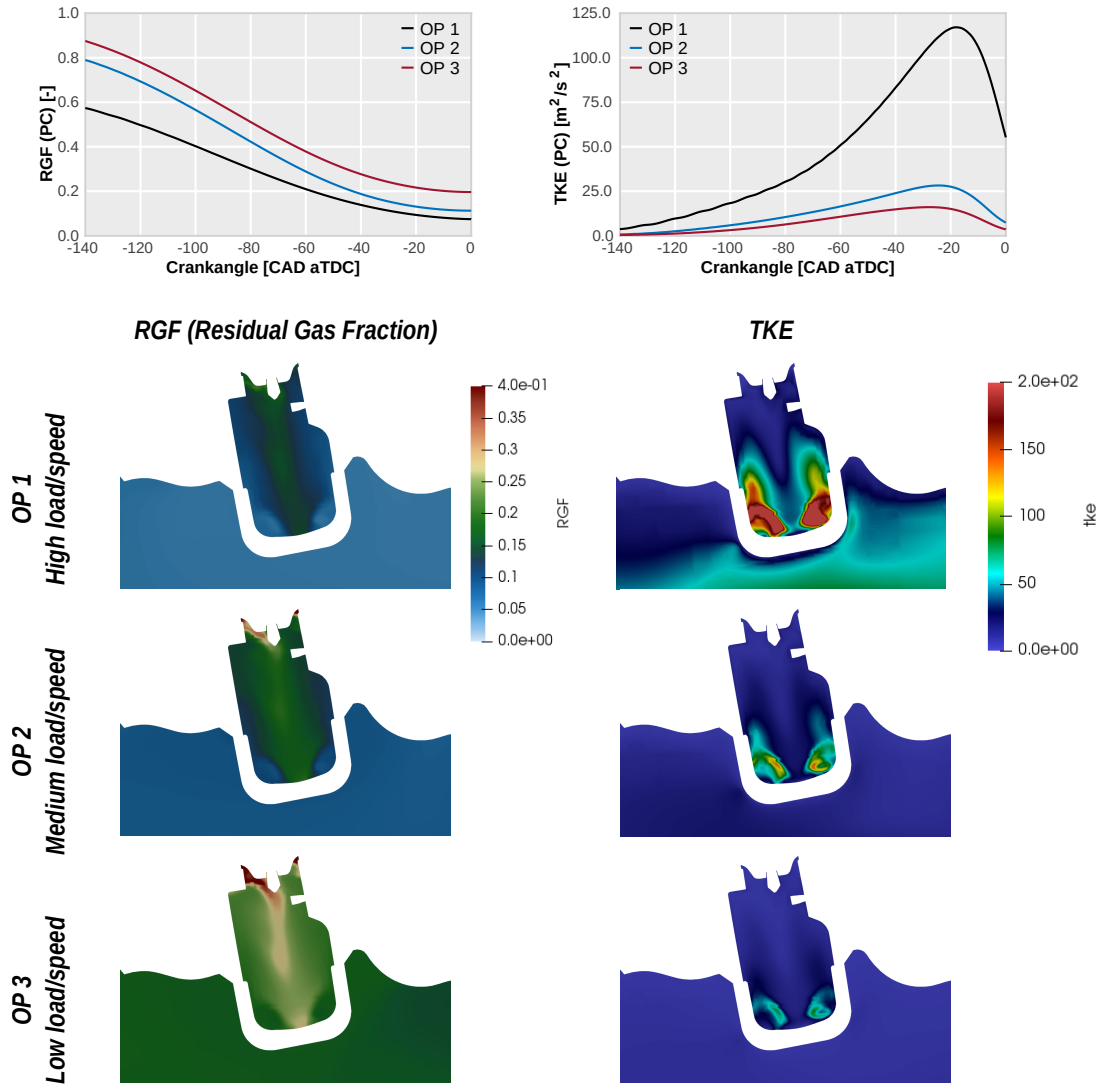 1.0
0.8
0.6
0.4
0.2
0.0
RGF (PC) [-]
OP 1
OP 2
OP 3
-140 -120 -100 -80 -60 -40 -20 0
Crankangle [CAD aTDC]
125.0
100.0
75.0
50.0
25.0
0.0
TKE (PC) [m²/s²]
OP 1
OP 2
OP 3
-140 -120 -100 -80 -60 -40 -20 0
Crankangle [CAD aTDC]
RGF (Residual Gas Fraction)
TKE
OP 1
High load/speed
4.0e-01
0.35
0.3
0.25
0.2
0.15
0.1
0.05
0.0e+00
RGF
2.0e+02
150
100
50
0.0e+00
tke
OP 2
Medium load/speed
OP 3
Low load/speed